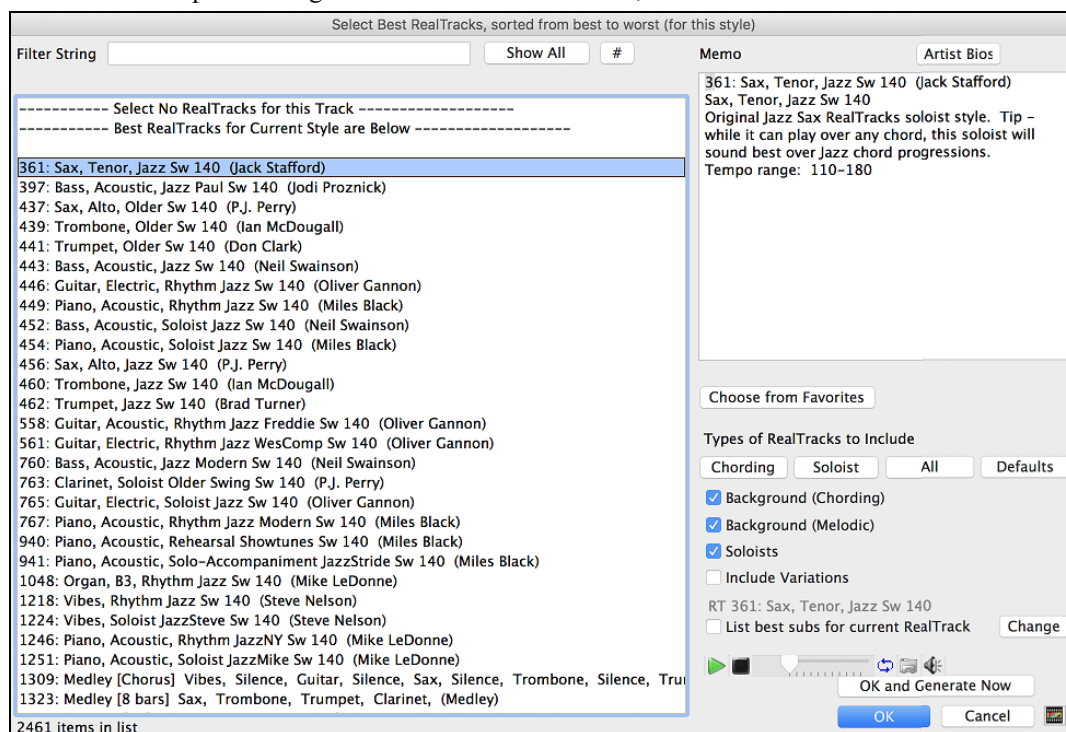 Select Best RealTracks, sorted from best to worst (for this style)
Filter String
Show All
#
----------- Select No RealTracks for this Track -------------------
----------- Best RealTracks for Current Style are Below -------------------
361: Sax, Tenor, Jazz Sw 140 (Jack Stafford)
397: Bass, Acoustic, Jazz Paul Sw 140 (Jodi Proznick)
437: Sax, Alto, Older Sw 140 (P.J. Perry)
439: Trombone, Older Sw 140 (Ian McDougall)
441: Trumpet, Older Sw 140 (Don Clark)
443: Bass, Acoustic, Jazz Sw 140 (Neil Swainson)
446: Guitar, Electric, Rhythm Jazz Sw 140 (Oliver Gannon)
449: Piano, Acoustic, Rhythm Jazz Sw 140 (Miles Black)
452: Bass, Acoustic, Soloist Jazz Sw 140 (Neil Swainson)
454: Piano, Acoustic, Soloist Jazz Sw 140 (Miles Black)
456: Sax, Alto, Jazz Sw 140 (P.J. Perry)
460: Trombone, Jazz Sw 140 (Ian McDougall)
462: Trumpet, Jazz Sw 140 (Brad Turner)
558: Guitar, Acoustic, Rhythm Jazz Freddie Sw 140 (Oliver Gannon)
561: Guitar, Electric, Rhythm Jazz WesComp Sw 140 (Oliver Gannon)
760: Bass, Acoustic, Jazz Modern Sw 140 (Neil Swainson)
763: Clarinet, Soloist Older Swing Sw 140 (P.J. Perry)
765: Guitar, Electric, Soloist Jazz Sw 140 (Oliver Gannon)
767: Piano, Acoustic, Rhythm Jazz Modern Sw 140 (Miles Black)
940: Piano, Acoustic, Rehearsal Showtunes Sw 140 (Miles Black)
941: Piano, Acoustic, Solo-Accompaniment JazzStride Sw 140 (Miles Black)
1048: Organ, B3, Rhythm Jazz Sw 140 (Mike LeDonne)
1218: Vibes, Rhythm Jazz Sw 140 (Steve Nelson)
1224: Vibes, Soloist JazzSteve Sw 140 (Steve Nelson)
1246: Piano, Acoustic, Rhythm JazzNY Sw 140 (Mike LeDonne)
1251: Piano, Acoustic, Soloist JazzMike Sw 140 (Mike LeDonne)
1309: Medley [Chorus] Vibes, Silence, Guitar, Silence, Sax, Silence, Trombone, Silence, Tru
1323: Medley [8 bars] Sax, Trombone, Trumpet, Clarinet, (Medley)
2461 items in list
Memo
Artist Bios
361: Sax, Tenor, Jazz Sw 140 (Jack Stafford)
Sax, Tenor, Jazz Sw 140
Original Jazz Sax RealTracks soloist style. Tip -
while it can play over any chord, this soloist will
sound best over Jazz chord progressions.
Tempo range: 110-180
Choose from Favorites
Types of RealTracks to Include
Chording
Soloist
All
Defaults
Background (Chording)
Background (Melodic)
Soloists
Include Variations
RT 361: Sax, Tenor, Jazz Sw 140
List best subs for current RealTrack
Change
OK and Generate Now
OK
Cancel